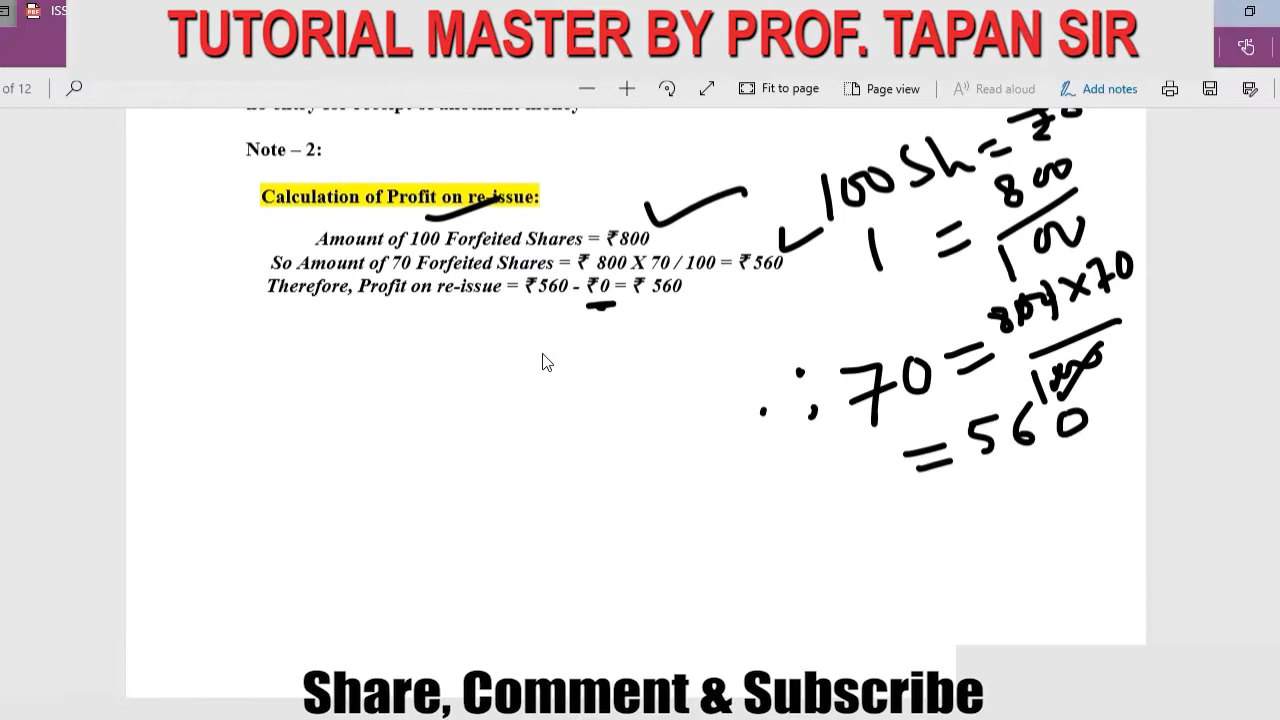 TUTORIAL MASTER BY PROF. TAPAN SIR
of 12
Fit to page
Page view
Read aloud
Add notes
Note – 2:
Calculation of Profit on re-issue:
Amount of 100 Forfeited Shares = ₹ 800
So Amount of 70 Forfeited Shares = ₹ 800 X 70 / 100 = ₹ 560
Therefore, Profit on re-issue = ₹ 560 - ₹ 0 = ₹ 560
100 Sh =
1 = 800
100
∴ 70 = 800 X 70
100
= 560
Share, Comment & Subscribe